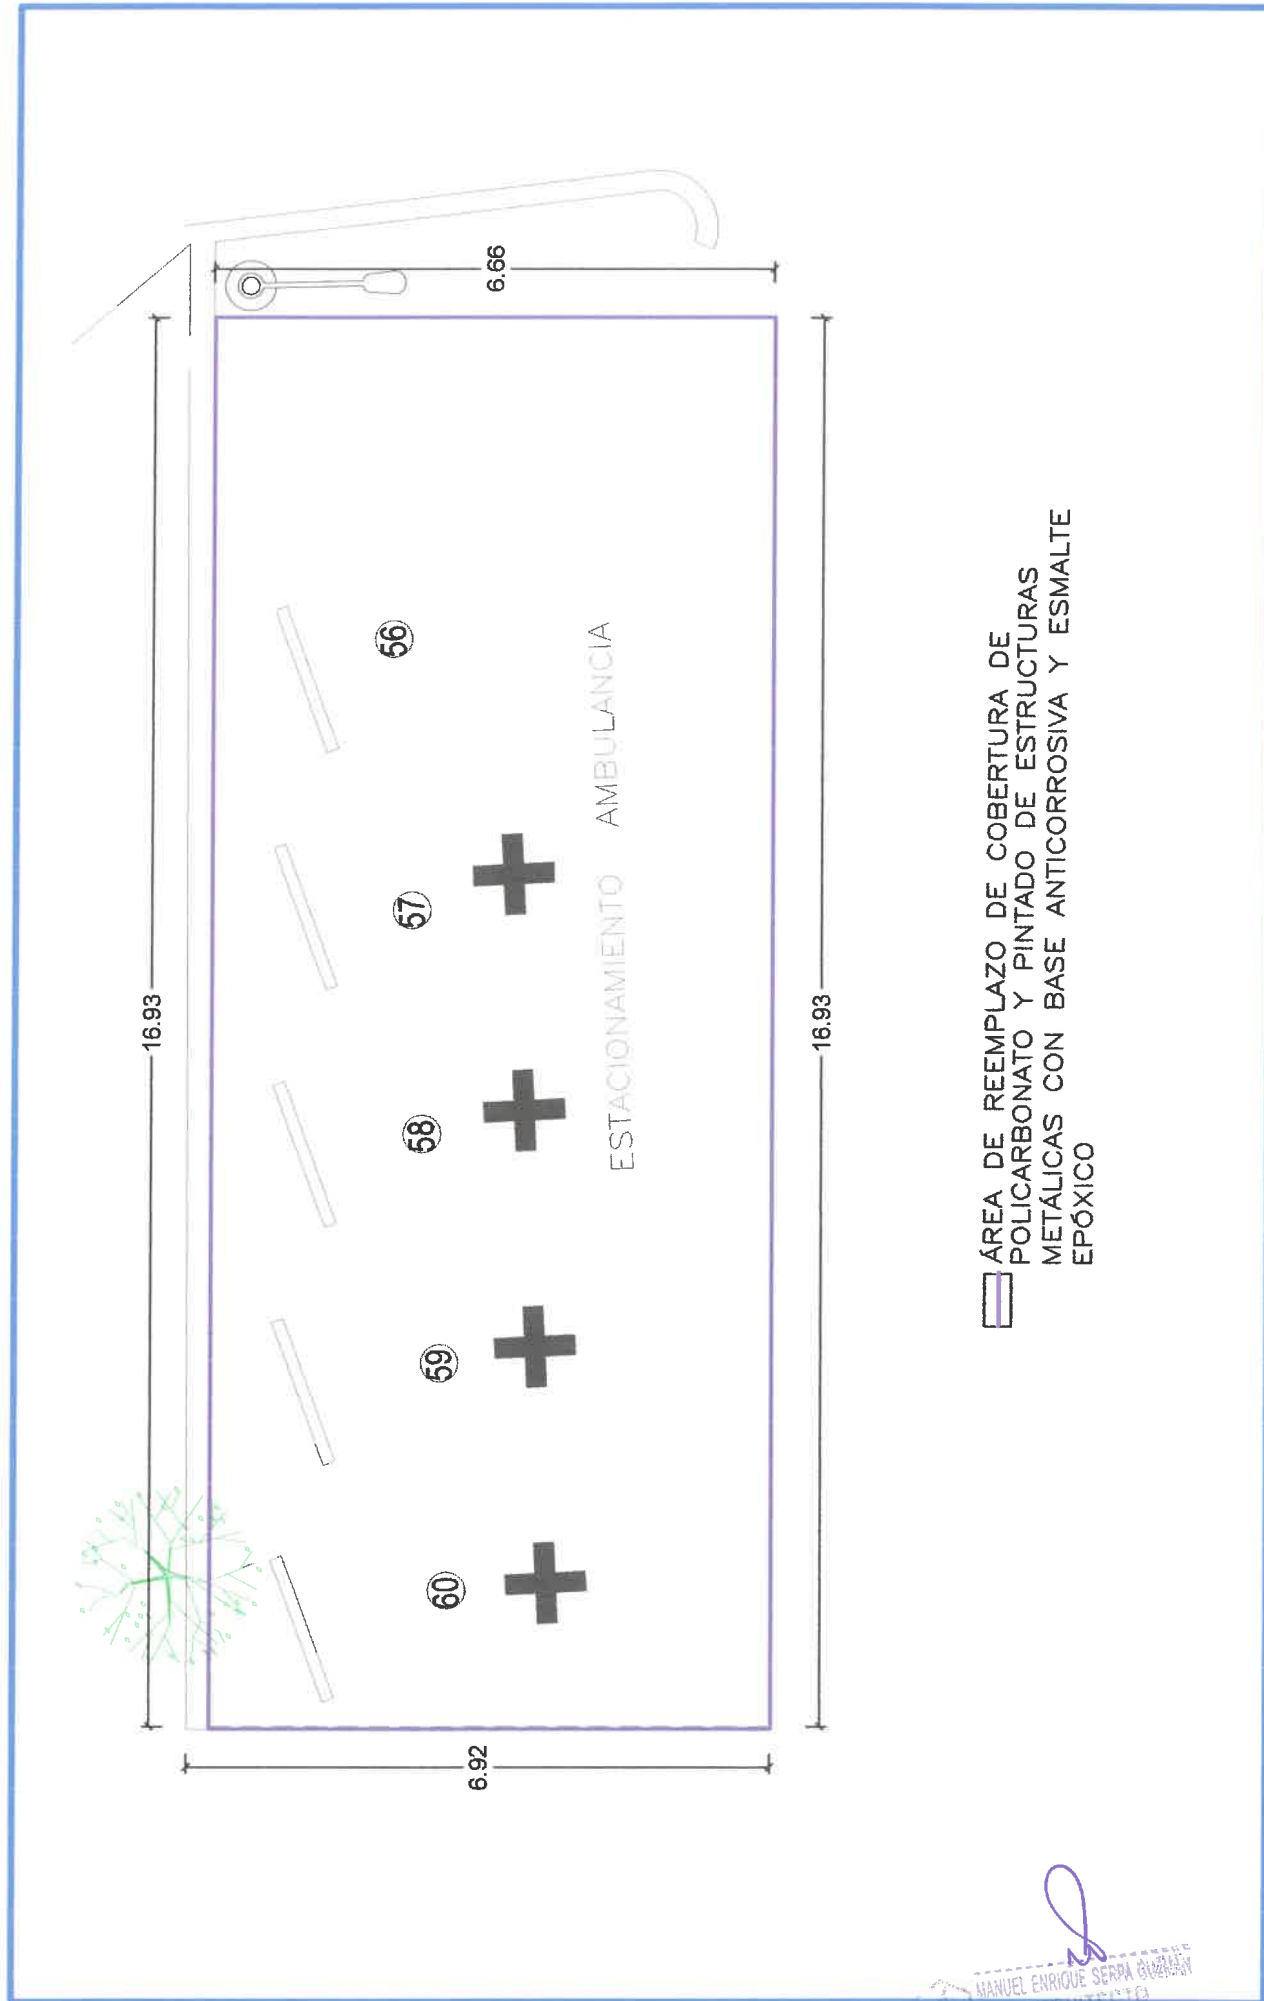 16.93
6.92
6.66
60
59
58
57
56
ESTACIONAMIENTO AMBULANCIA
16.93
ÁREA DE REEMPLAZO DE COBERTURA DE
POLICARBONATO Y PINTADO DE ESTRUCTURAS
METÁLICAS CON BASE ANTICORROSIVA Y ESMALTE
EPÓXICO
MANUEL ENRIQUE SERPA GUZMÁN